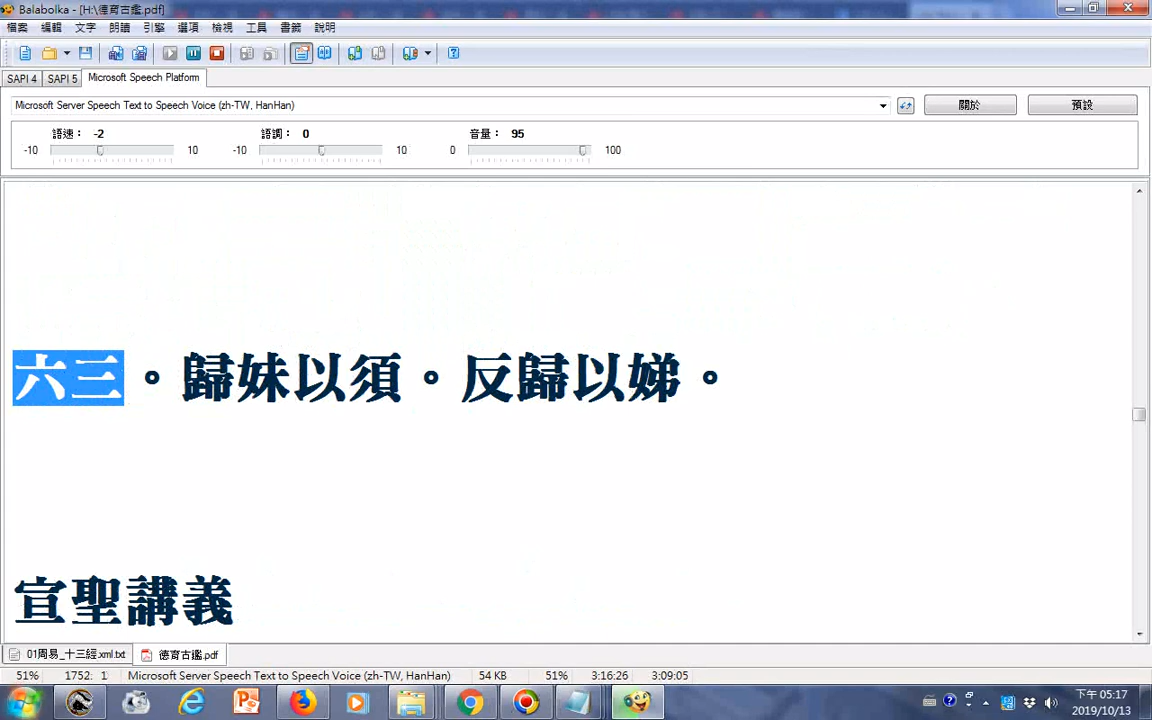 Balabolka - [H:\德育古鑑.pdf]
檔案 編輯 文字 朗讀 引擎 選項 檢視 工具 書籤 說明
SAPI 4 SAPI 5 Microsoft Speech Platform
Microsoft Server Speech Text to Speech Voice (zh-TW, HanHan) 關於 預設
語速： -2 語調： 0 音量： 95
-10 10 -10 10 0 100
六三。歸妹以須。反歸以娣。
宣聖講義
01周易_十三經.xml.txt 德育古鑑.pdf
51% 1752: 1 Microsoft Server Speech Text to Speech Voice (zh-TW, HanHan) 54 KB 51% 3:16:26 3:09:05
下午 05:17
2019/10/13